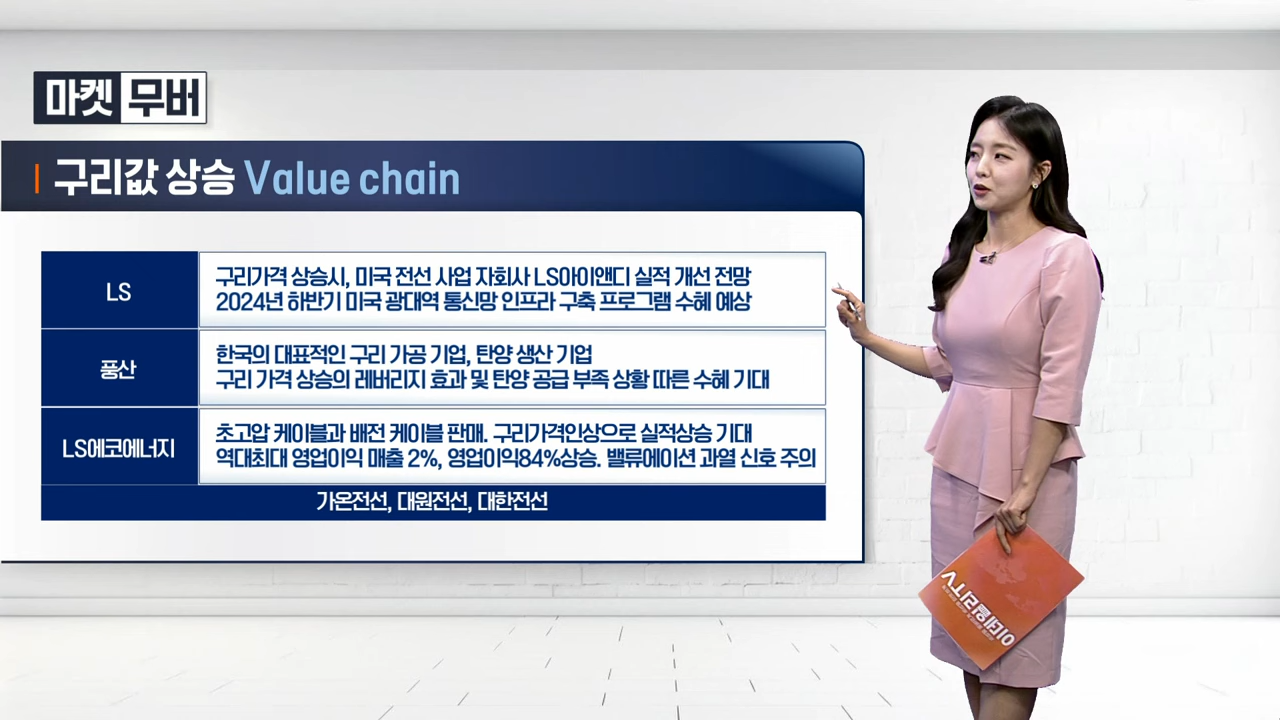 마켓 무버
구리값 상승 Value chain
LS
구리가격 상승시, 미국 전선 사업 자회사 LS아이앤디 실적 개선 전망
2024년 하반기 미국 광대역 통신망 인프라 구축 프로그램 수혜 예상
풍산
한국의 대표적인 구리 가공 기업, 탄양 생산 기업
구리 가격 상승의 레버리지 효과 및 탄양 공급 부족 상황 따른 수혜 기대
LS에코에너지
초고압 케이블과 배전 케이블 판매. 구리가격인상으로 실적상승 기대
역대최대 영업이익 매출 2%, 영업이익84%상승. 밸류에이션 과열 신호 주의
가온전선, 대원전선, 대한전선
이데일리TV